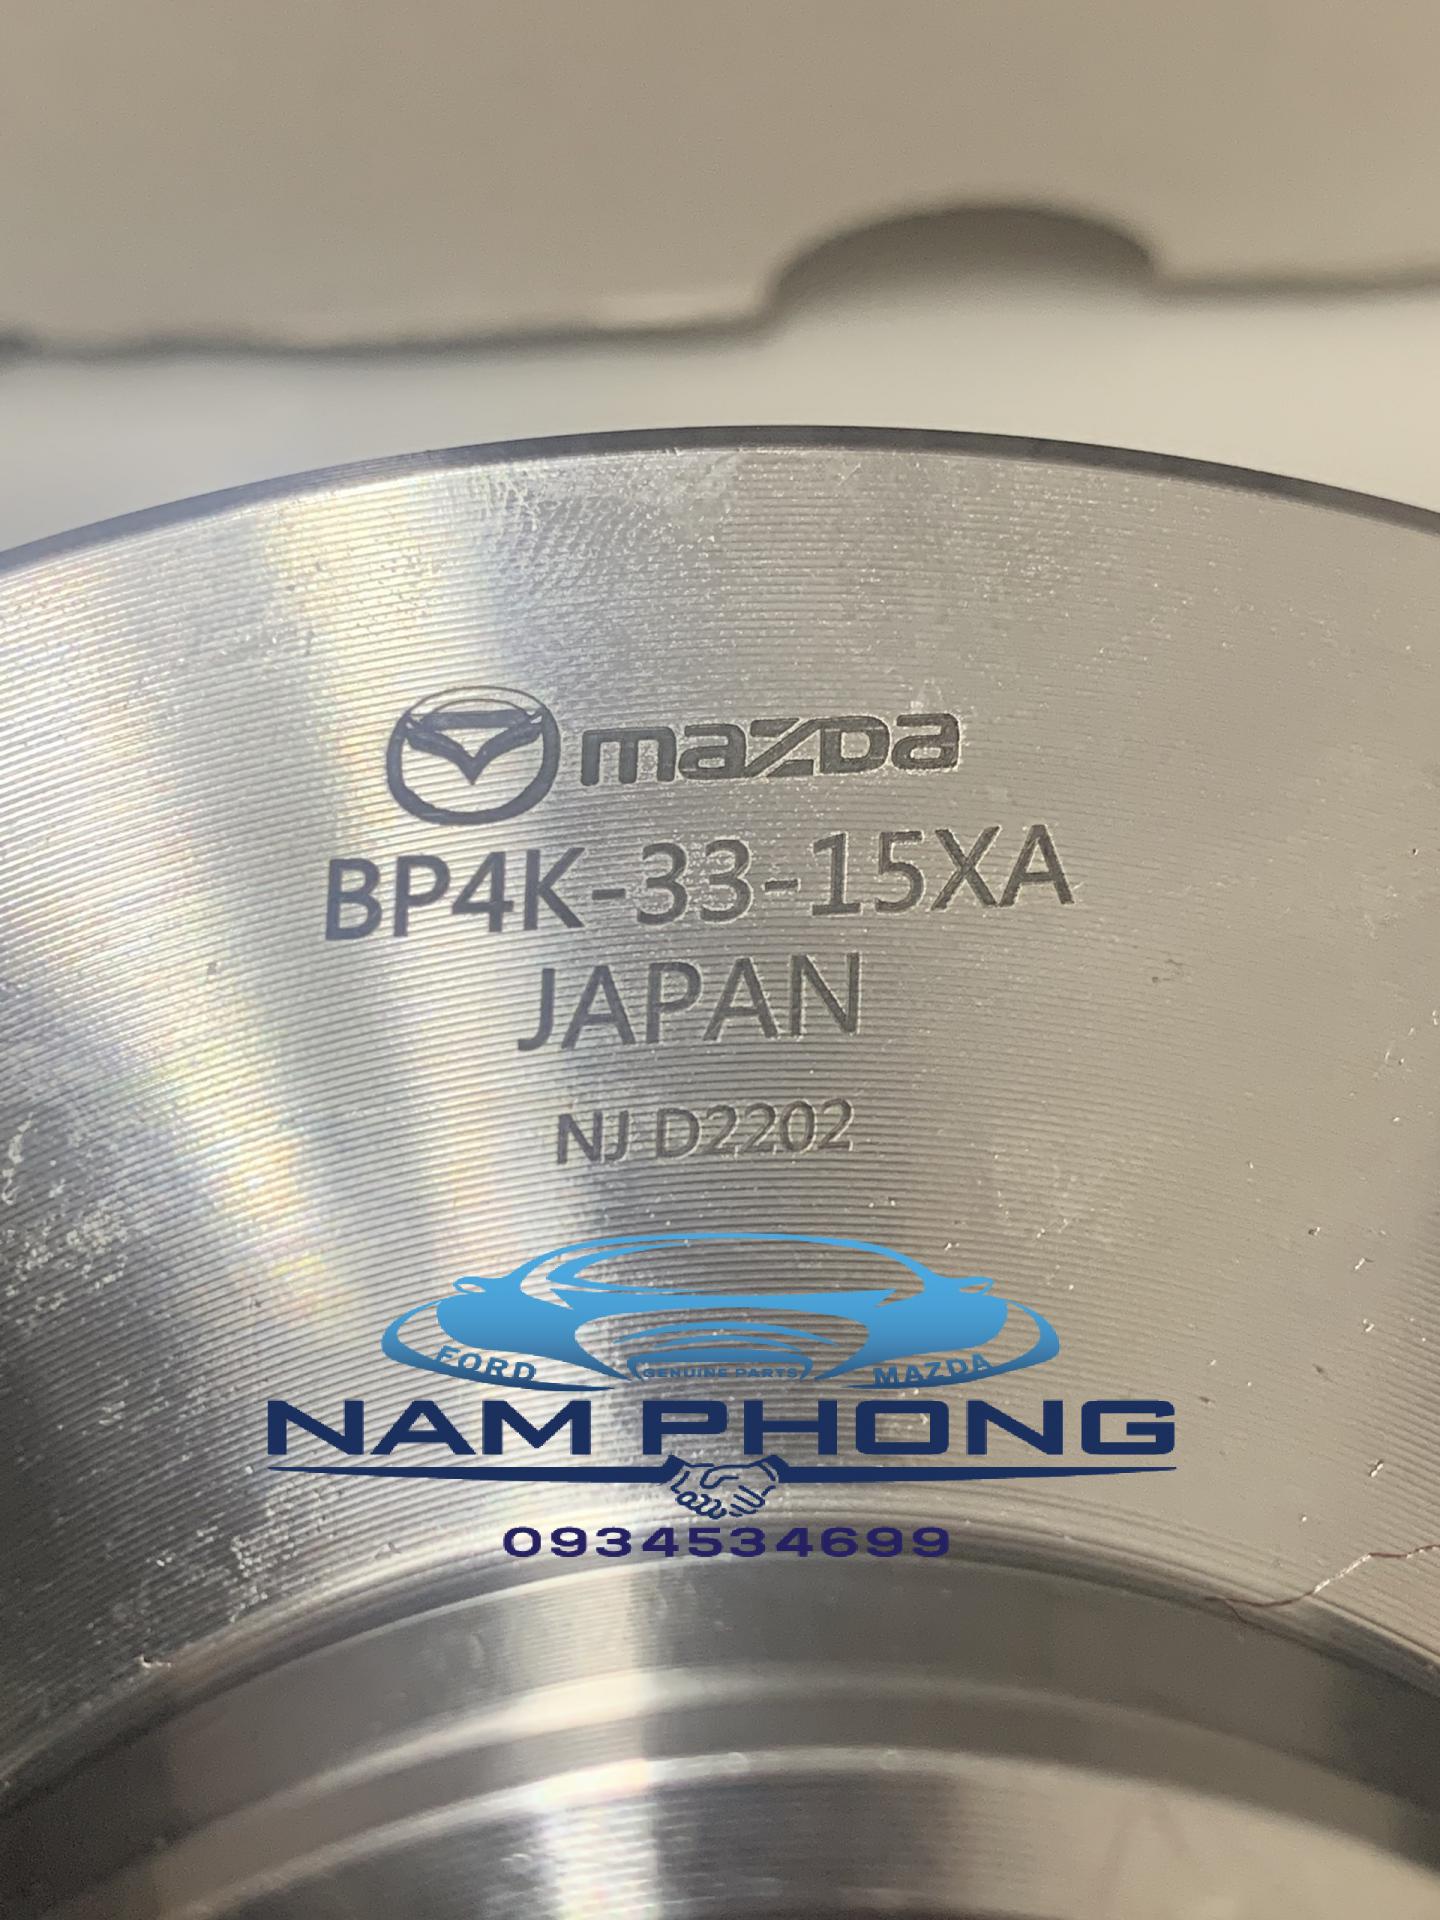 mazda
BP4K-33-15XA
JAPAN
NJ D2202
FORD GENUINE PARTS MAZDA
NAM PHONG
0934534699